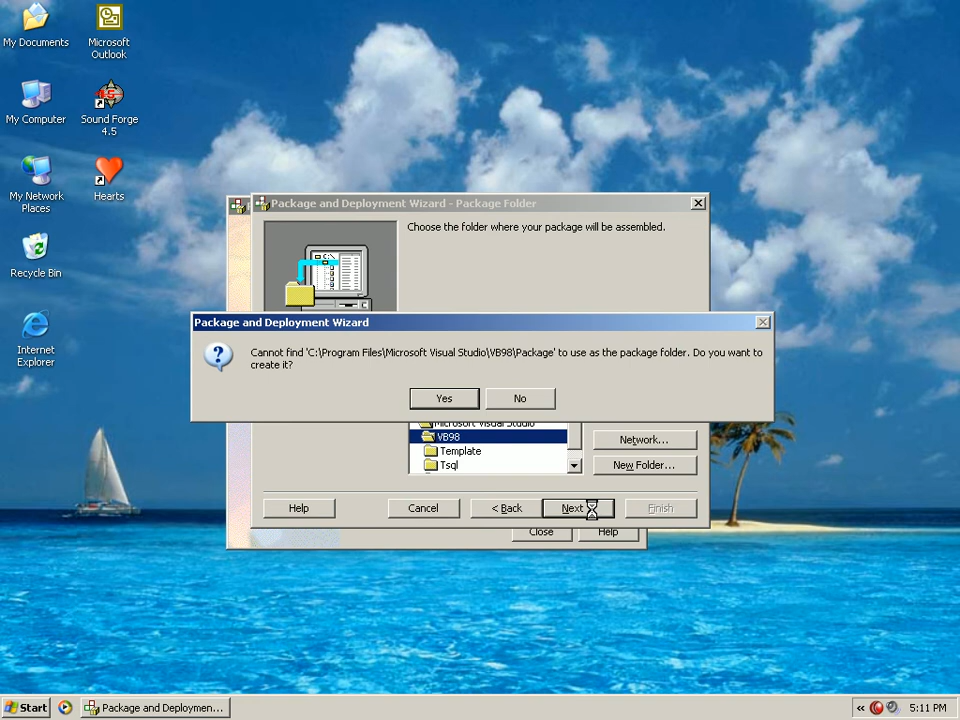 My Documents
Microsoft
Outlook
My Computer
Sound Forge
4.5
My Network
Places
Hearts
Recycle Bin
Internet
Explorer
Package and Deployment Wizard - Package Folder
Choose the folder where your package will be assembled.
Package and Deployment Wizard
Cannot find 'C:\Program Files\Microsoft Visual Studio\VB98\Package' to use as the package folder. Do you want to
create it?
Yes
No
Microsoft Visual Studio
VB98
Template
Tsql
Network...
New Folder...
Help
Cancel
< Back
Next
Finish
Close
Help
Start
Package and Deploymen...
«
5:11 PM